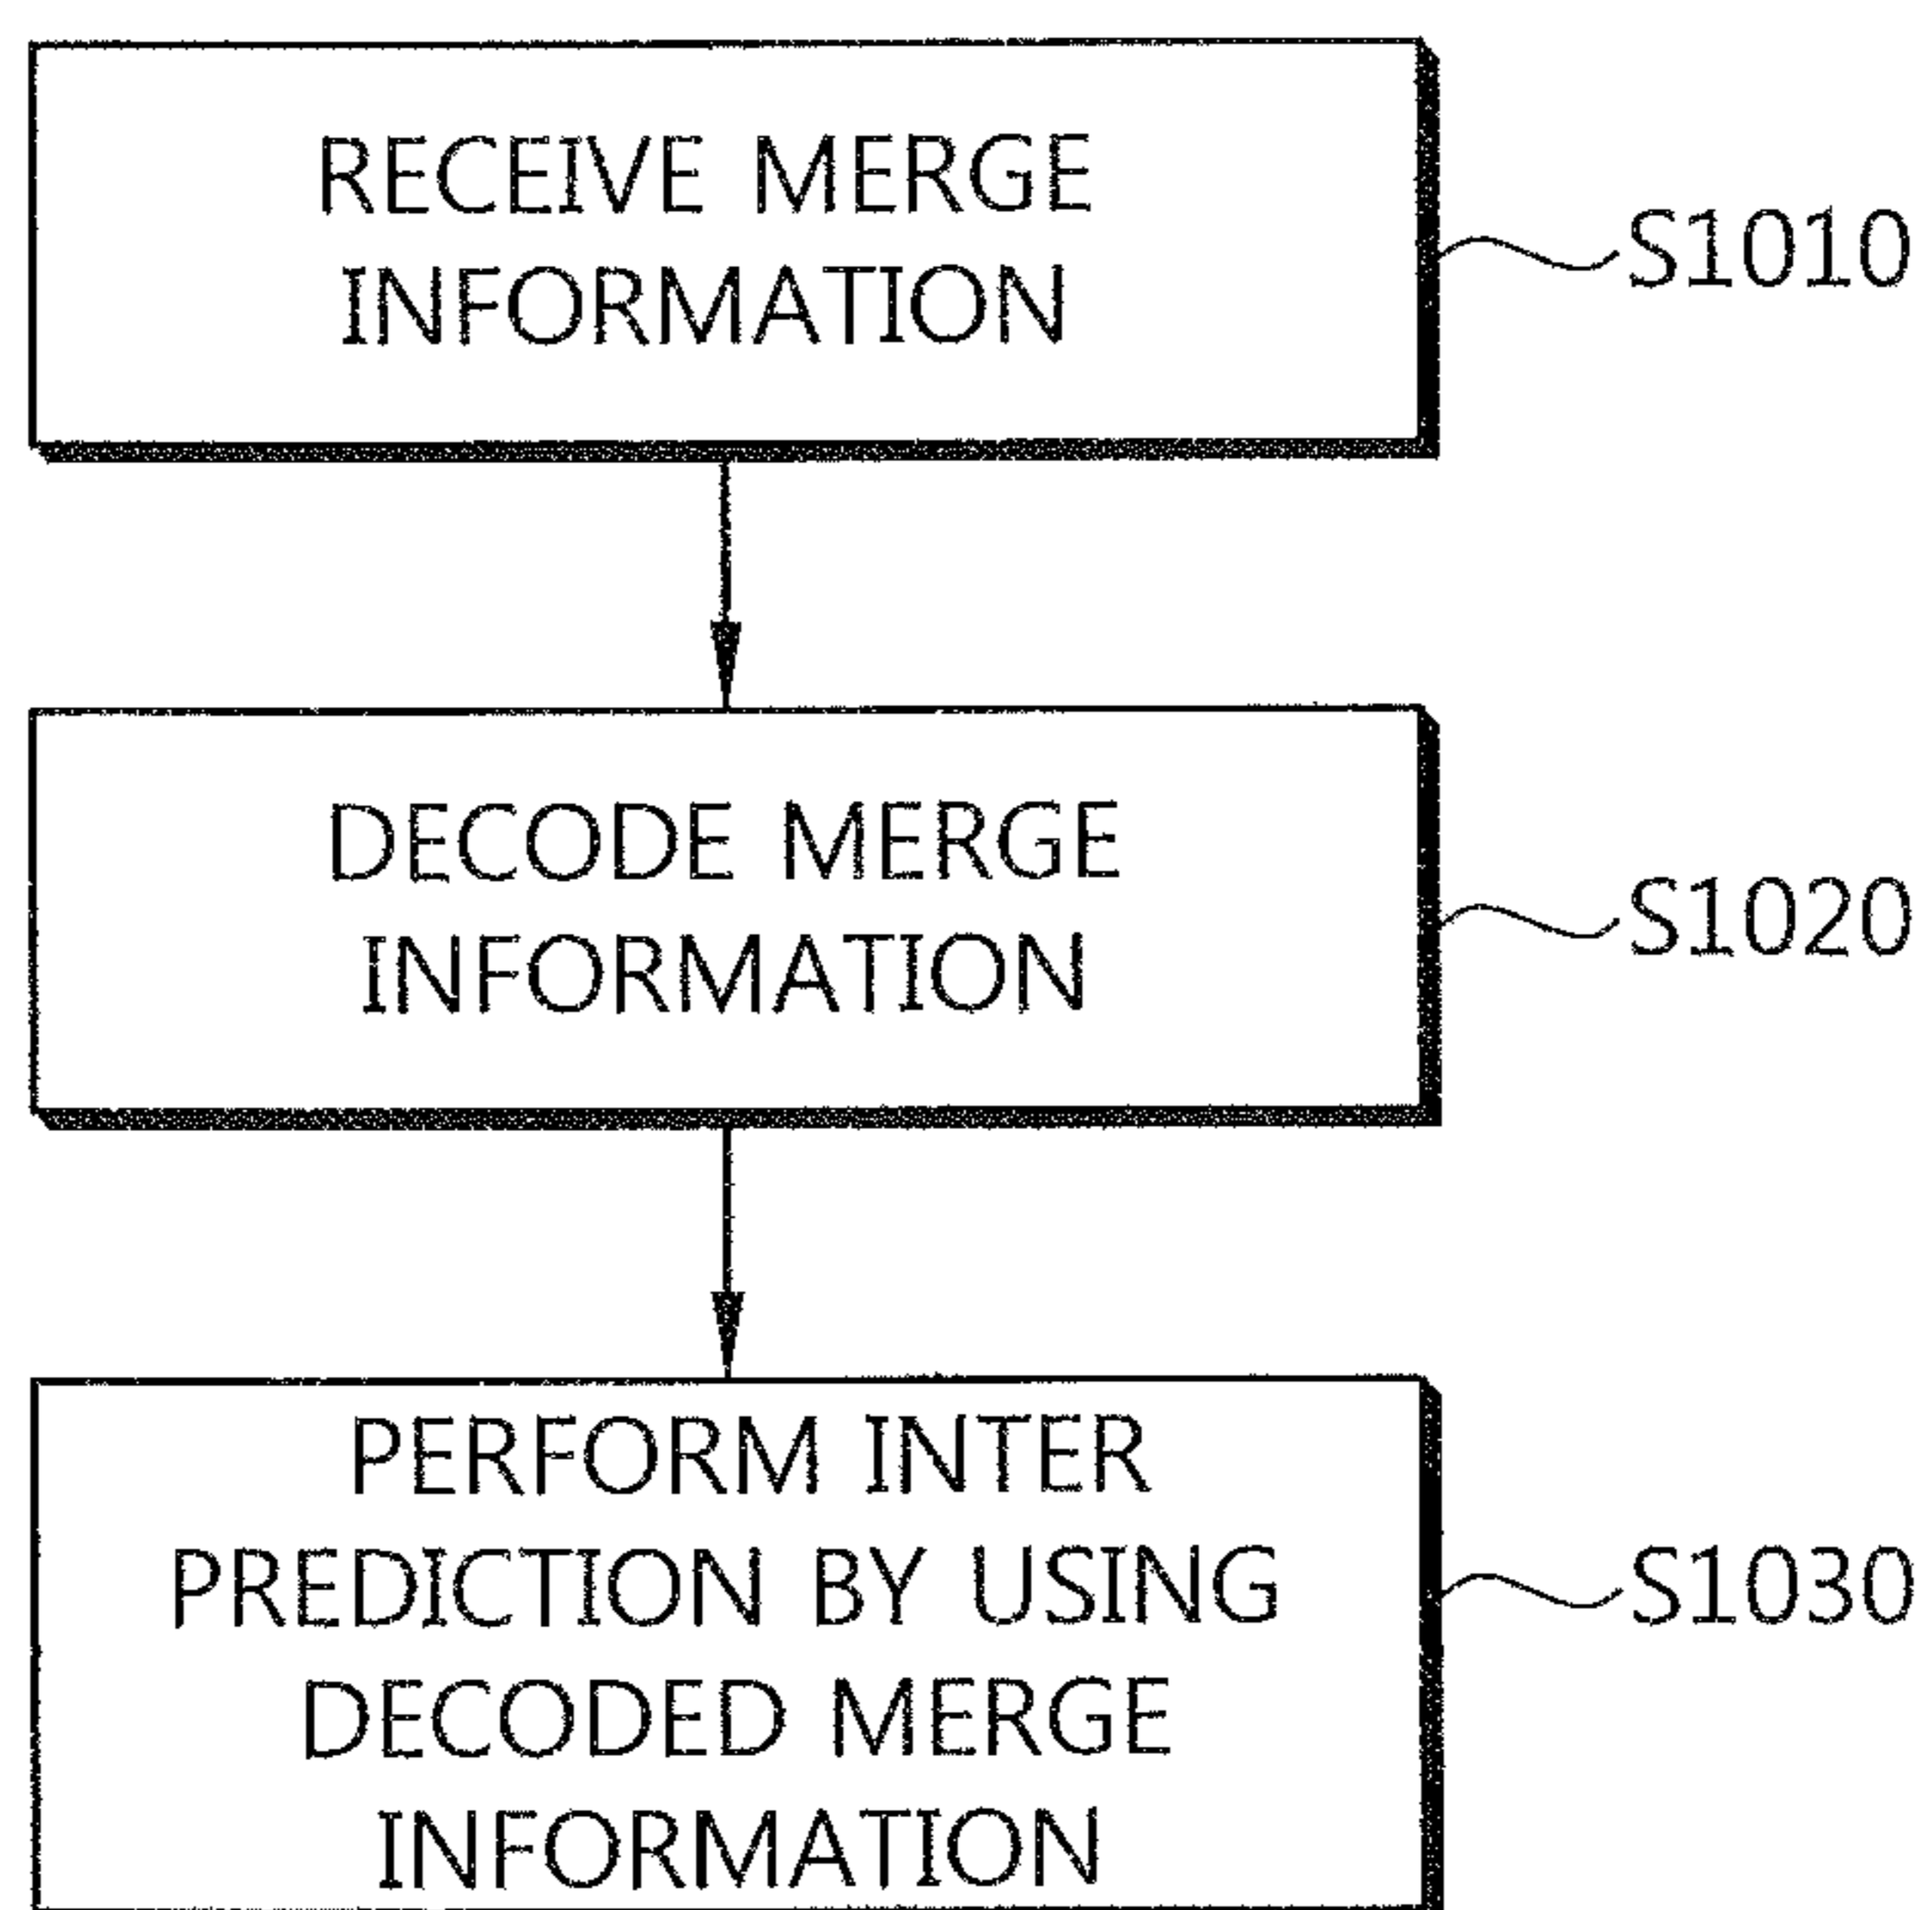 RECEIVE MERGE
INFORMATION
S1010
DECODE MERGE
INFORMATION
S1020
PERFORM INTER
PREDICTION BY USING
DECODED MERGE
INFORMATION
S1030